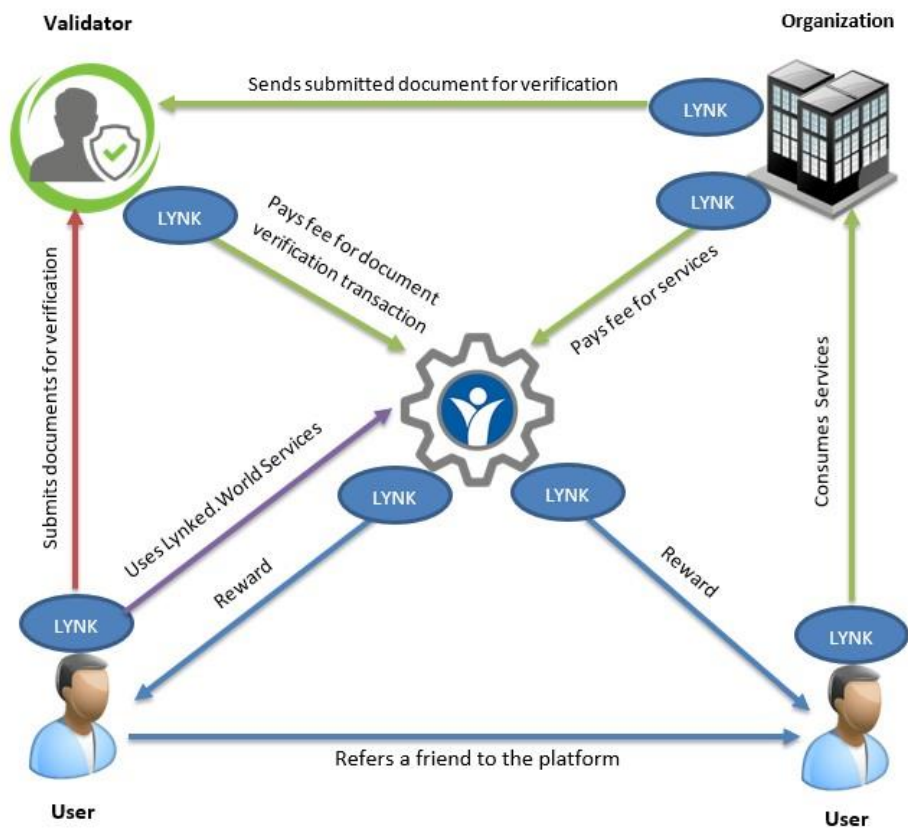 Validator
Organization
Sends submitted document for verification
LYNK
LYNK
LYNK
Pays fee for document
verification transaction
Pays fee for services
Submits documents for verification
Uses Lynked.World Services
Consumes Services
LYNK
LYNK
Reward
Reward
LYNK
LYNK
Refers a friend to the platform
User
User